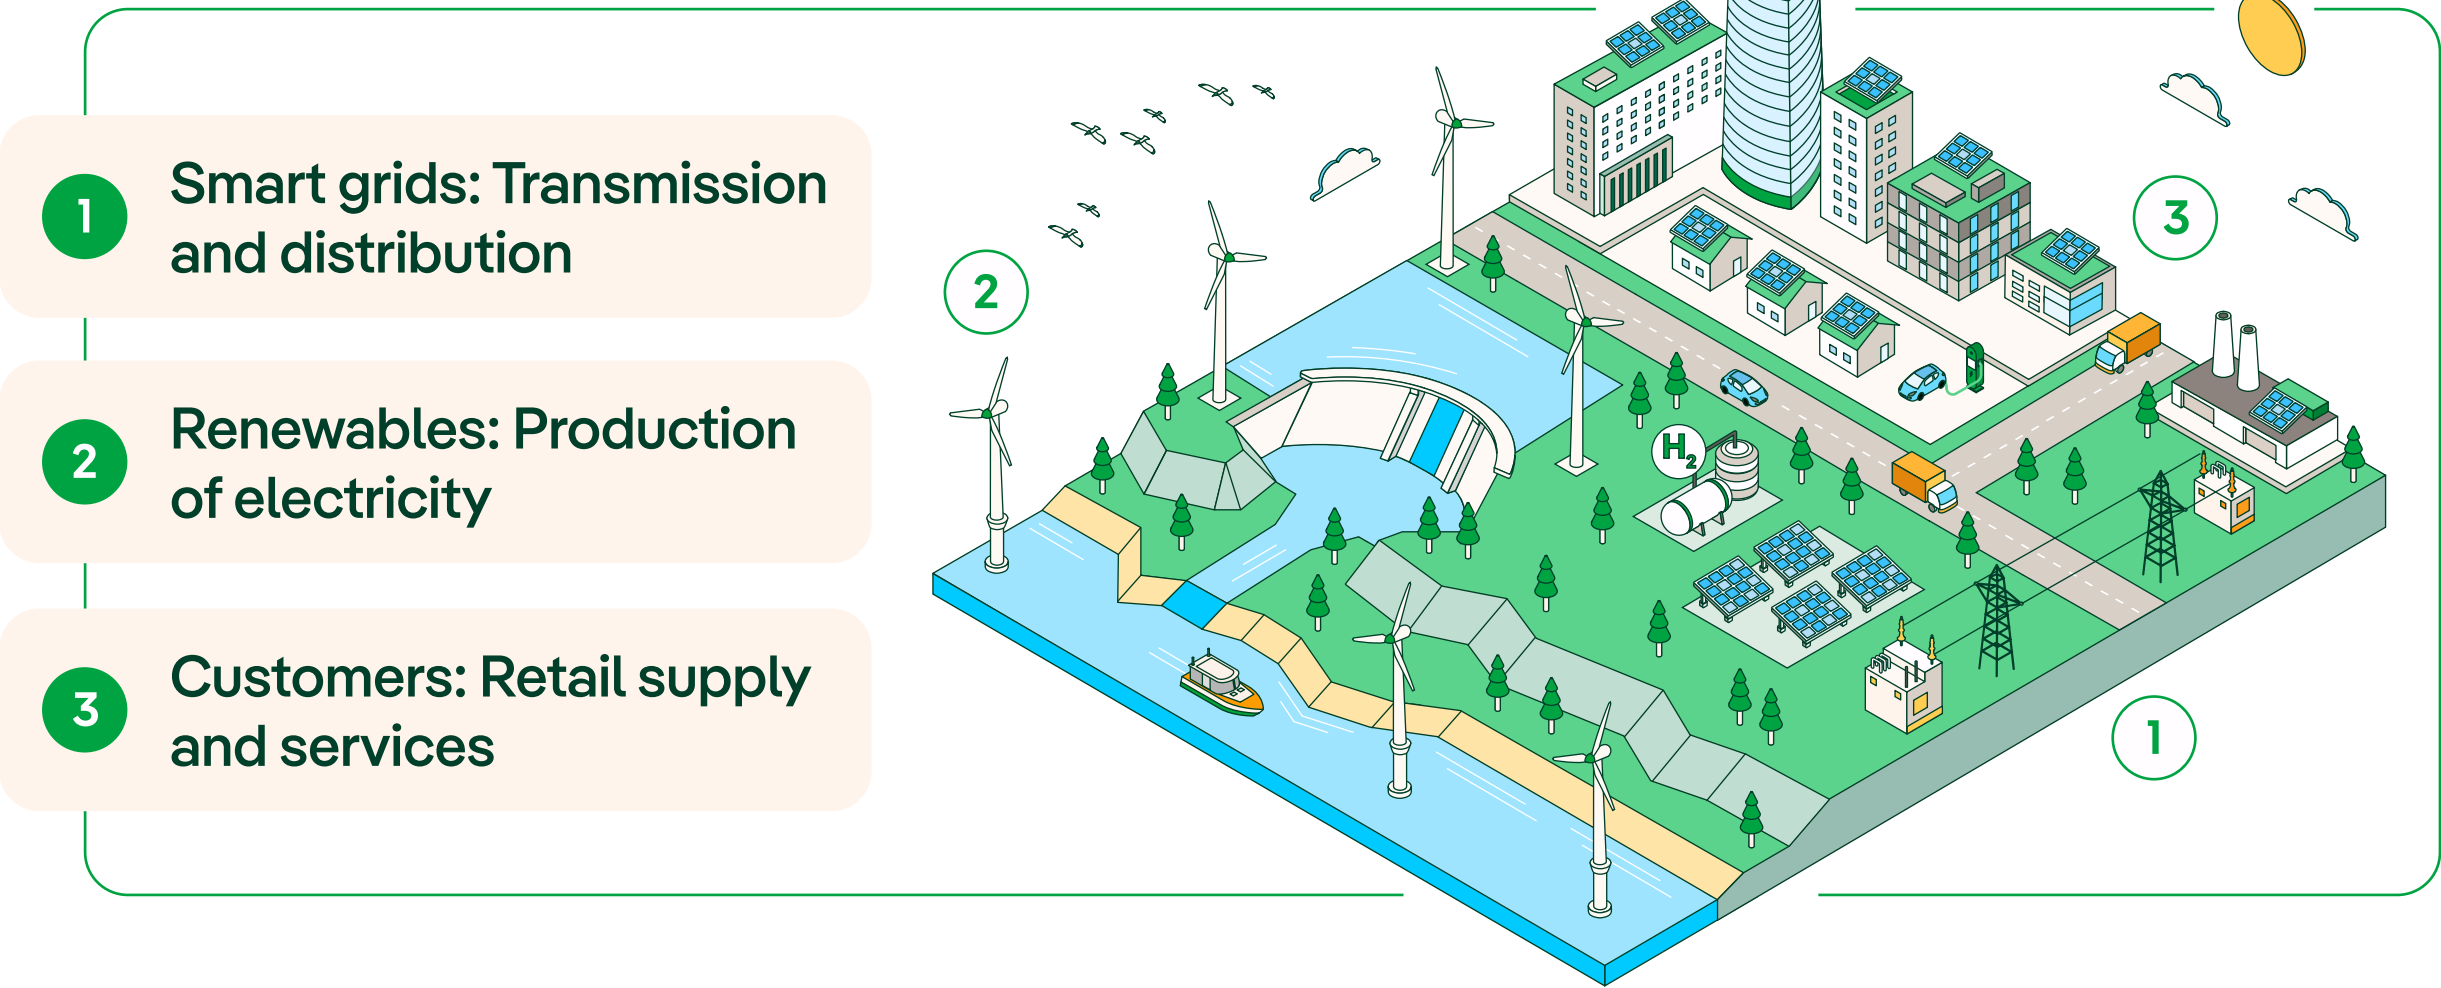 1
Smart grids: Transmission
and distribution
2
Renewables: Production
of electricity
3
Customers: Retail supply
and services
2
3
H2
1